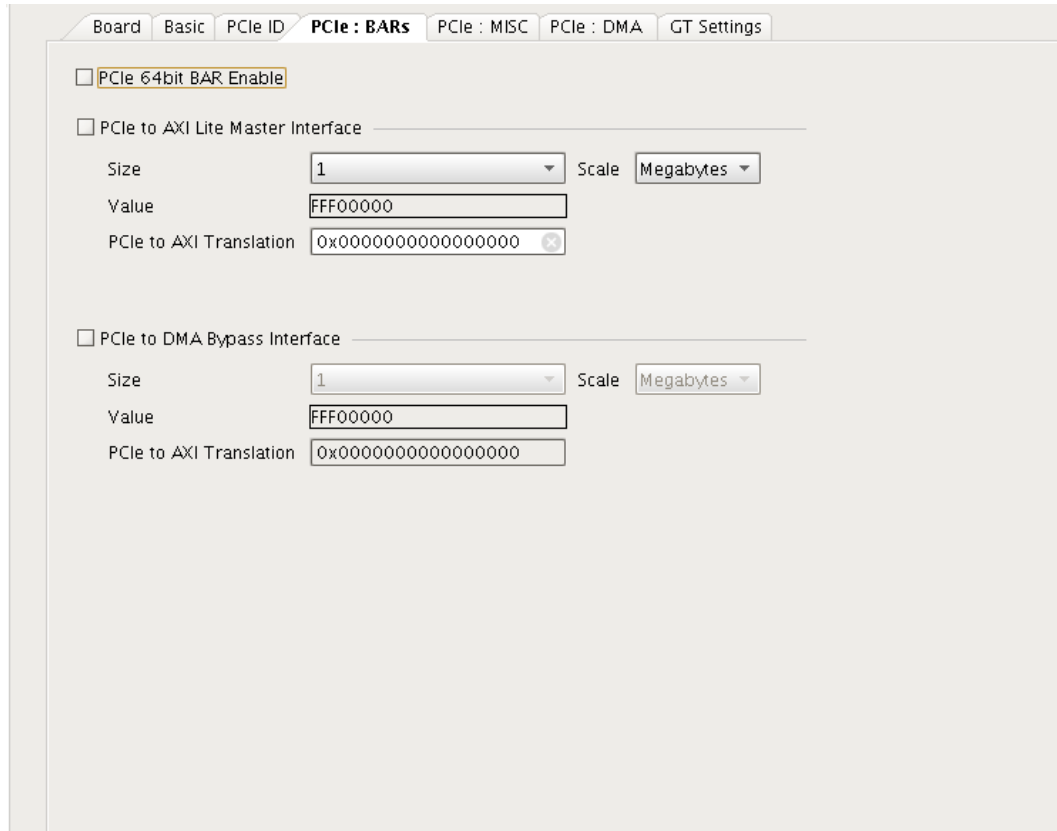 Board Basic PCIe ID PCIe : BARs PCIe : MISC PCIe : DMA GT Settings
PCIe 64bit BAR Enable
PCIe to AXI Lite Master Interface
Size 1 Scale Megabytes
Value FFF00000
PCIe to AXI Translation 0x0000000000000000
PCIe to DMA Bypass Interface
Size 1 Scale Megabytes
Value FFF00000
PCIe to AXI Translation 0x0000000000000000